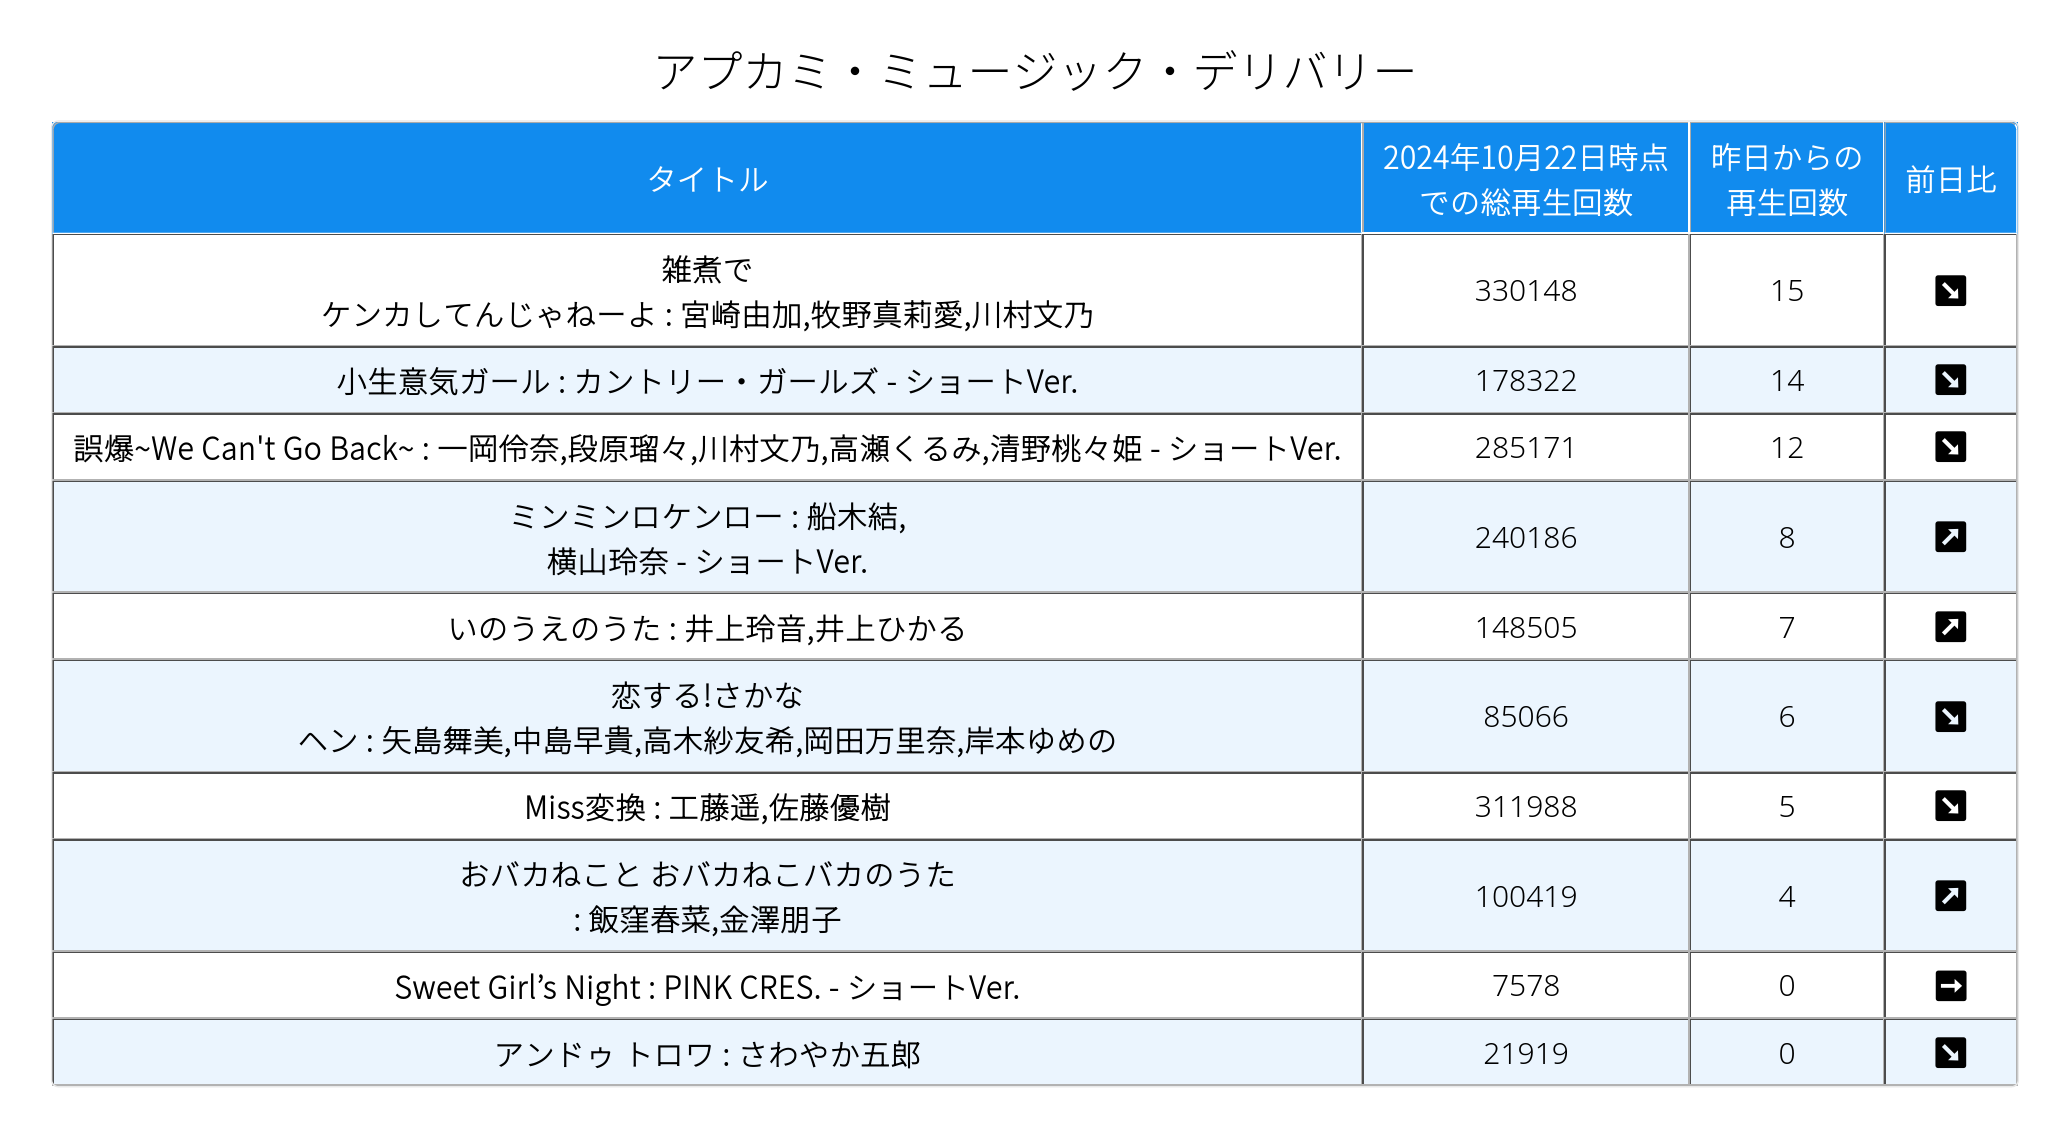 アプカミ・ミュージック・デリバリー
タイトル
2024年10月22日時点
での総再生回数
昨日からの
再生回数
前日比
雑煮で
ケンカしてんじゃねーよ : 宮崎由加,牧野真莉愛,川村文乃
330148
15
↘
小生意気ガール : カントリー・ガールズ - ショートVer.
178322
14
↘
誤爆~We Can't Go Back~ : 一岡伶奈,段原瑠々,川村文乃,高瀬くるみ,清野桃々姫 - ショートVer.
285171
12
↘
ミンミンロケンロー : 船木結,
横山玲奈 - ショートVer.
240186
8
↗
いのうえのうた : 井上玲音,井上ひかる
148505
7
↗
恋する!さかな
ヘン : 矢島舞美,中島早貴,高木紗友希,岡田万里奈,岸本ゆめの
85066
6
↘
Miss変換 : 工藤遥,佐藤優樹
311988
5
↘
おバカねこと おバカねこバカのうた
: 飯窪春菜,金澤朋子
100419
4
↗
Sweet Girl’s Night : PINK CRES. - ショートVer.
7578
0
→
アンドゥ トロワ : さわやか五郎
21919
0
↘